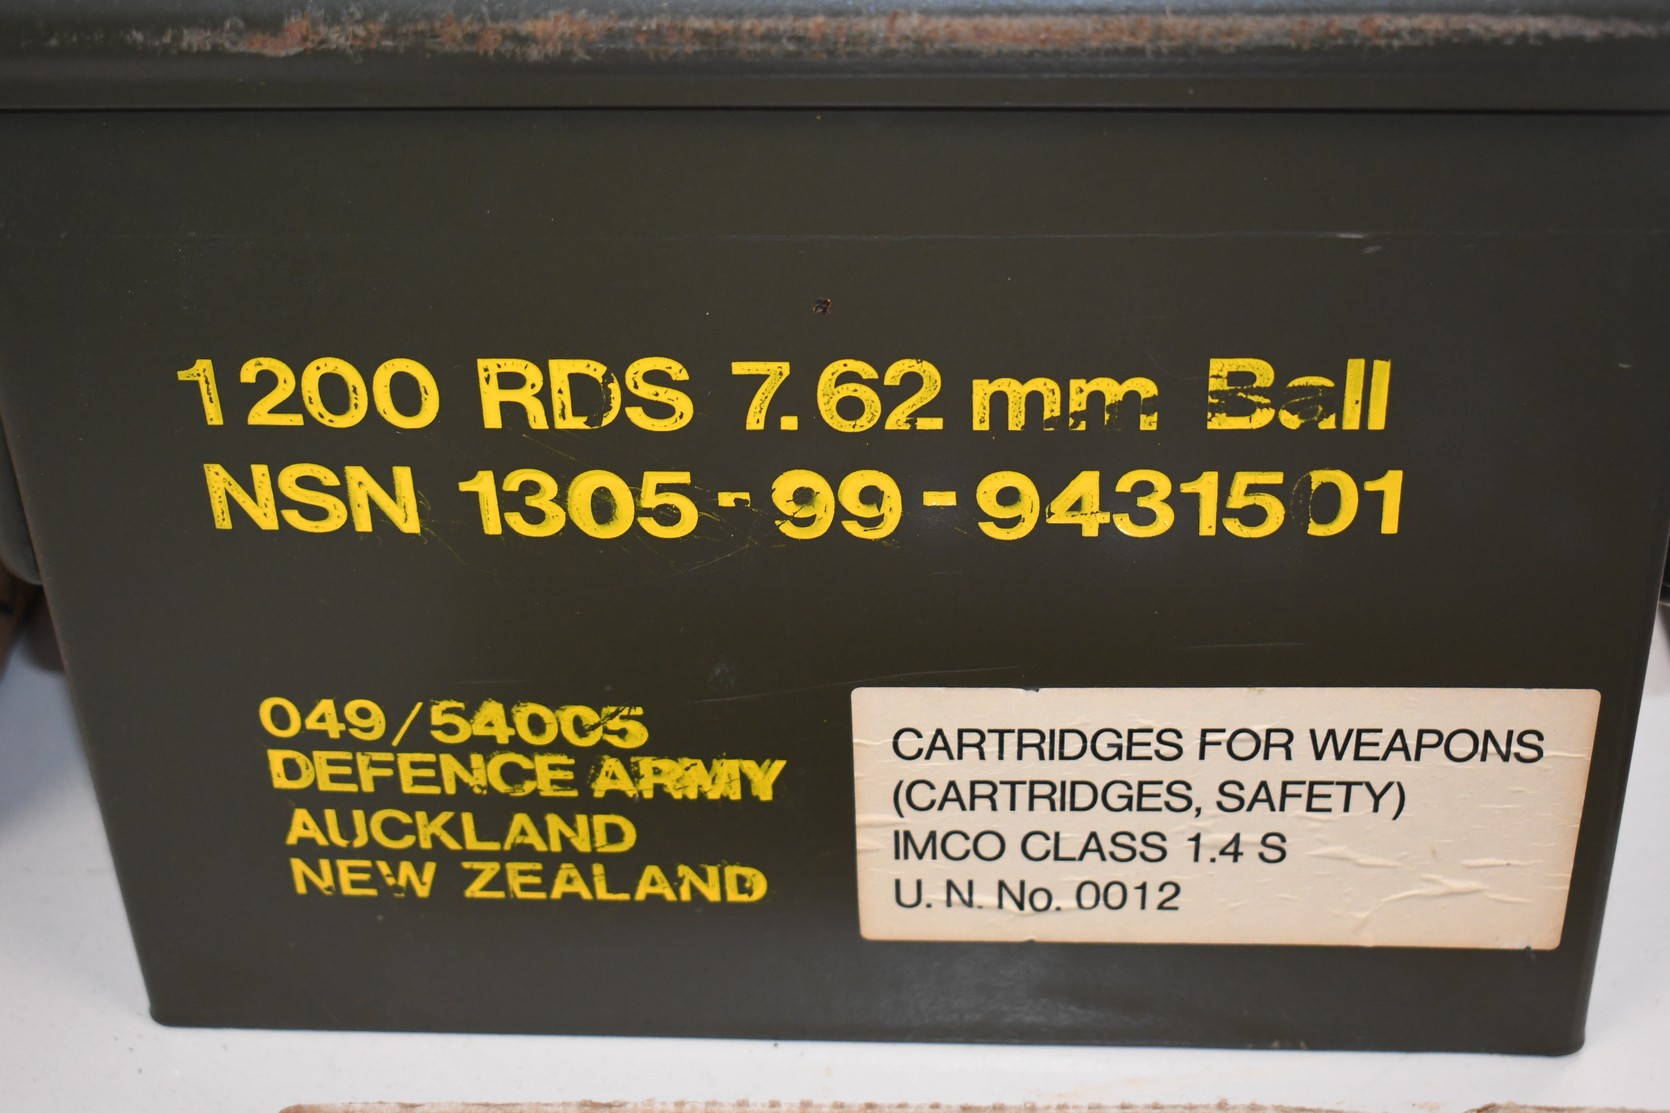 1200 RDS 7.62 mm Ball
NSN 1305-99-9431501
049/54005
DEFENCE ARMY
AUCKLAND
NEW ZEALAND
CARTRIDGES FOR WEAPONS
(CARTRIDGES, SAFETY)
IMCO CLASS 1.4 S
U. N. No. 0012